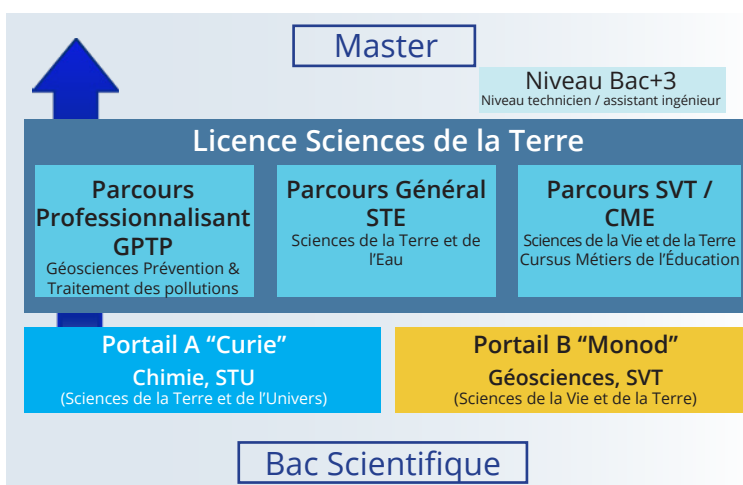 Master
Niveau Bac+3
Niveau technicien / assistant ingénieur
Licence Sciences de la Terre
Parcours
Professionnalisant
GPTP
Géosciences Prévention &
Traitement des pollutions
Parcours Général
STE
Sciences de la Terre et de
l’Eau
Parcours SVT /
CME
Sciences de la Vie et de la Terre
Cursus Métiers de l’Éducation
Portail A “Curie”
Chimie, STU
(Sciences de la Terre et de l’Univers)
Portail B “Monod”
Géosciences, SVT
(Sciences de la Vie et de la Terre)
Bac Scientifique